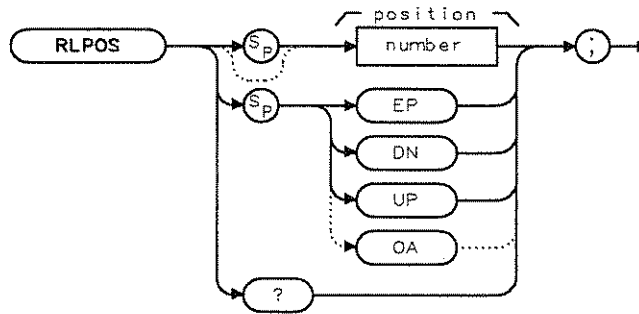 position
RLPOS SP number ;
SP EP
DN
UP
OA
?